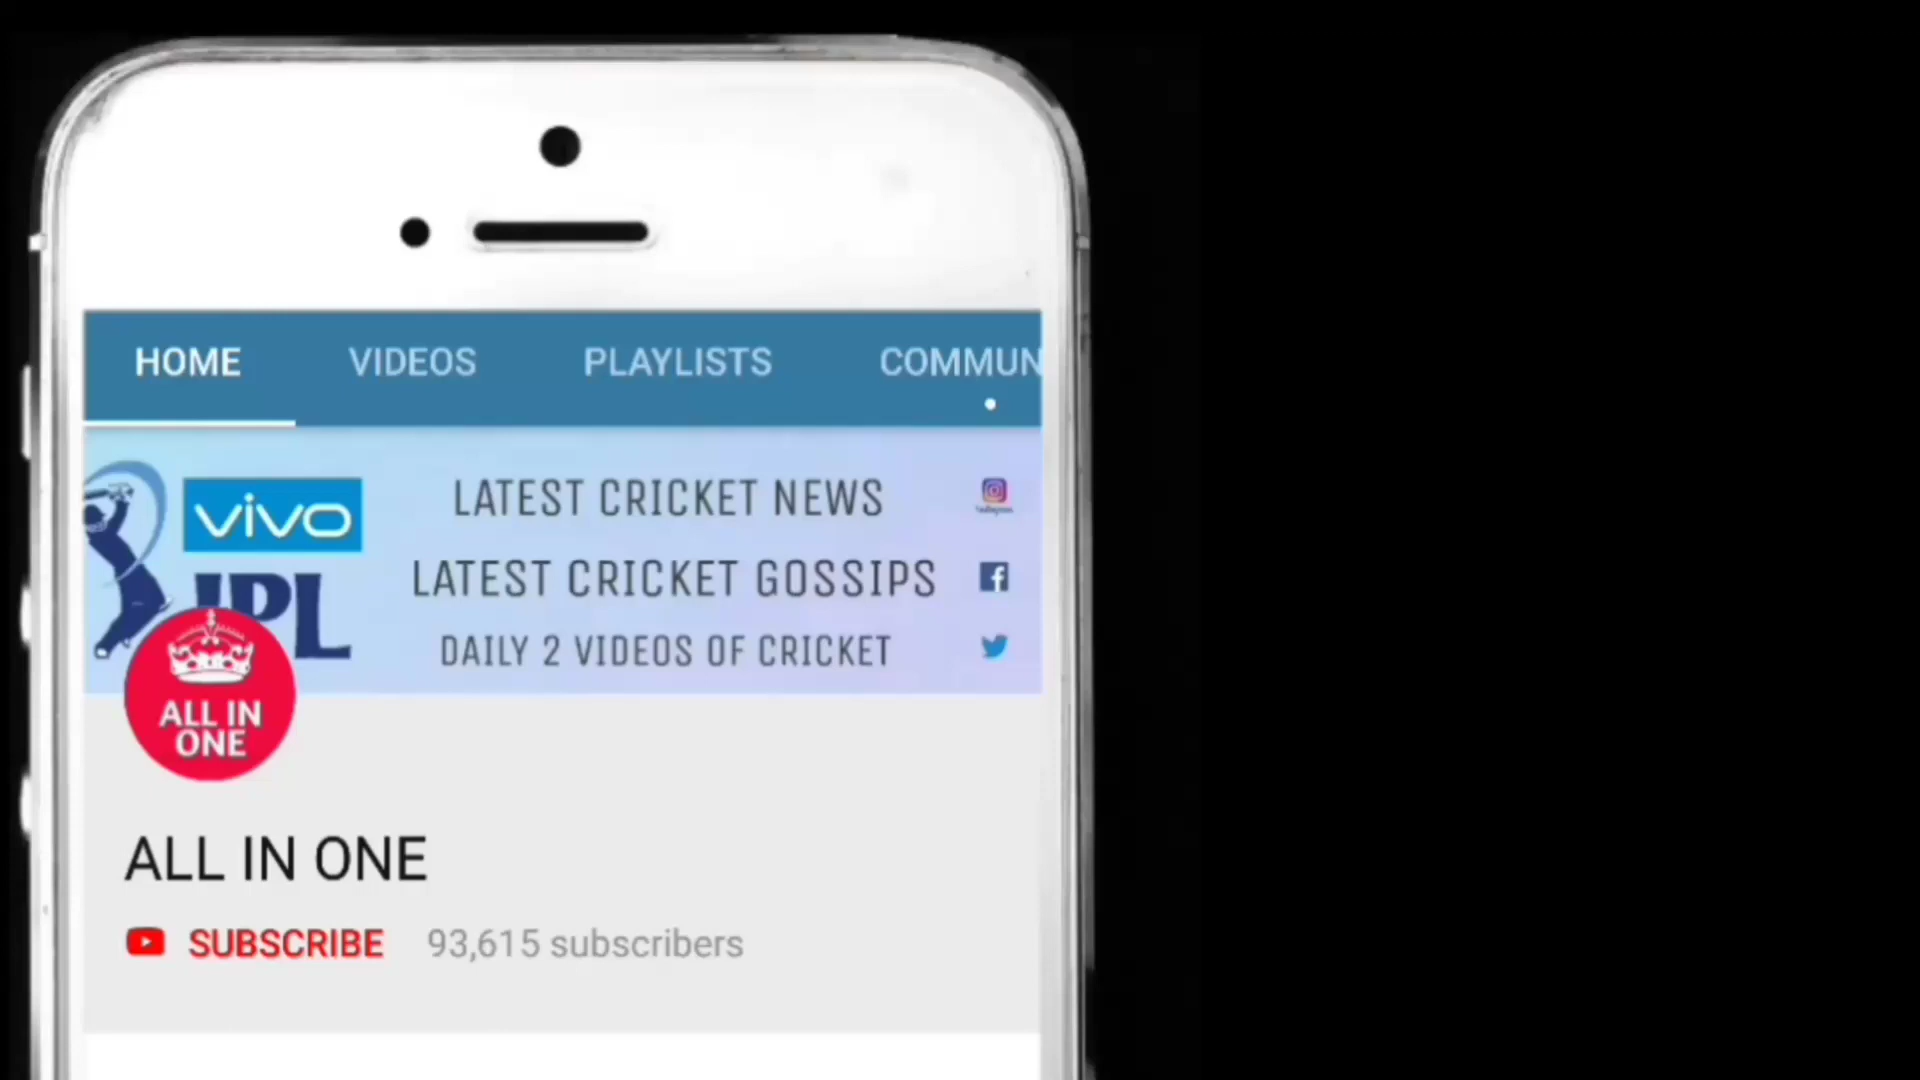 HOME VIDEOS PLAYLISTS COMMUN
vivo
IPL
LATEST CRICKET NEWS
LATEST CRICKET GOSSIPS
DAILY 2 VIDEOS OF CRICKET
ALL IN
ONE
ALL IN ONE
SUBSCRIBE 93,615 subscribers